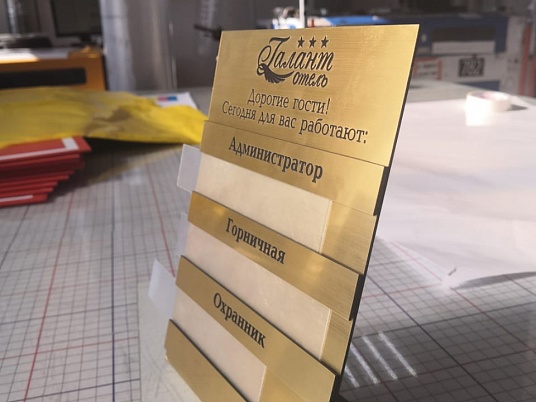 Галант
отель
Дорогие гости!
Сегодня для вас работают:
Администратор
Горничная
Охранник